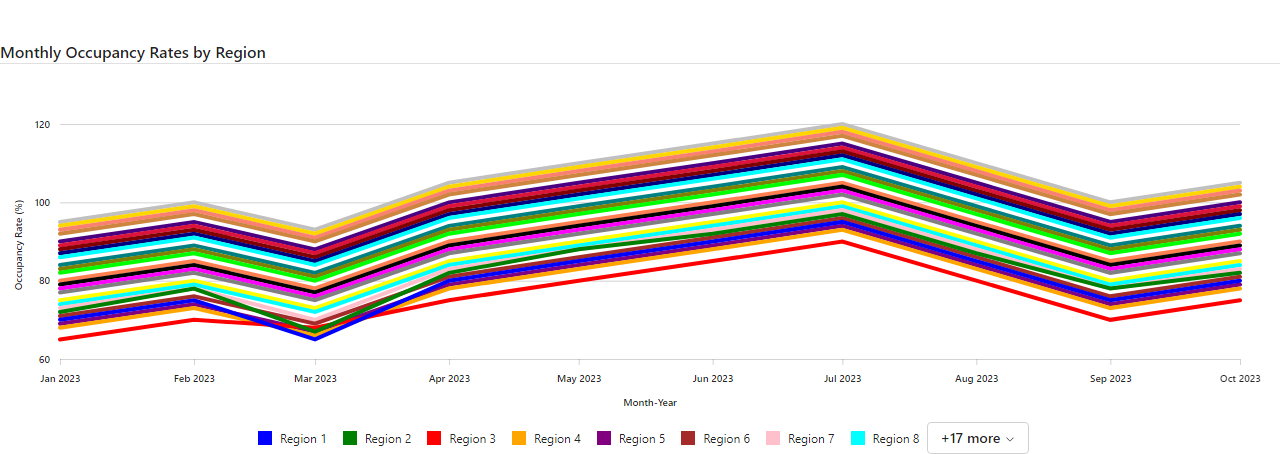 Monthly Occupancy Rates by Region
120
100
80
60
Occupancy Rate (%)
Jan 2023 Feb 2023 Mar 2023 Apr 2023 May 2023 Jun 2023 Jul 2023 Aug 2023 Sep 2023 Oct 2023
Month-Year
Region 1 Region 2 Region 3 Region 4 Region 5 Region 6 Region 7 Region 8 +17 more